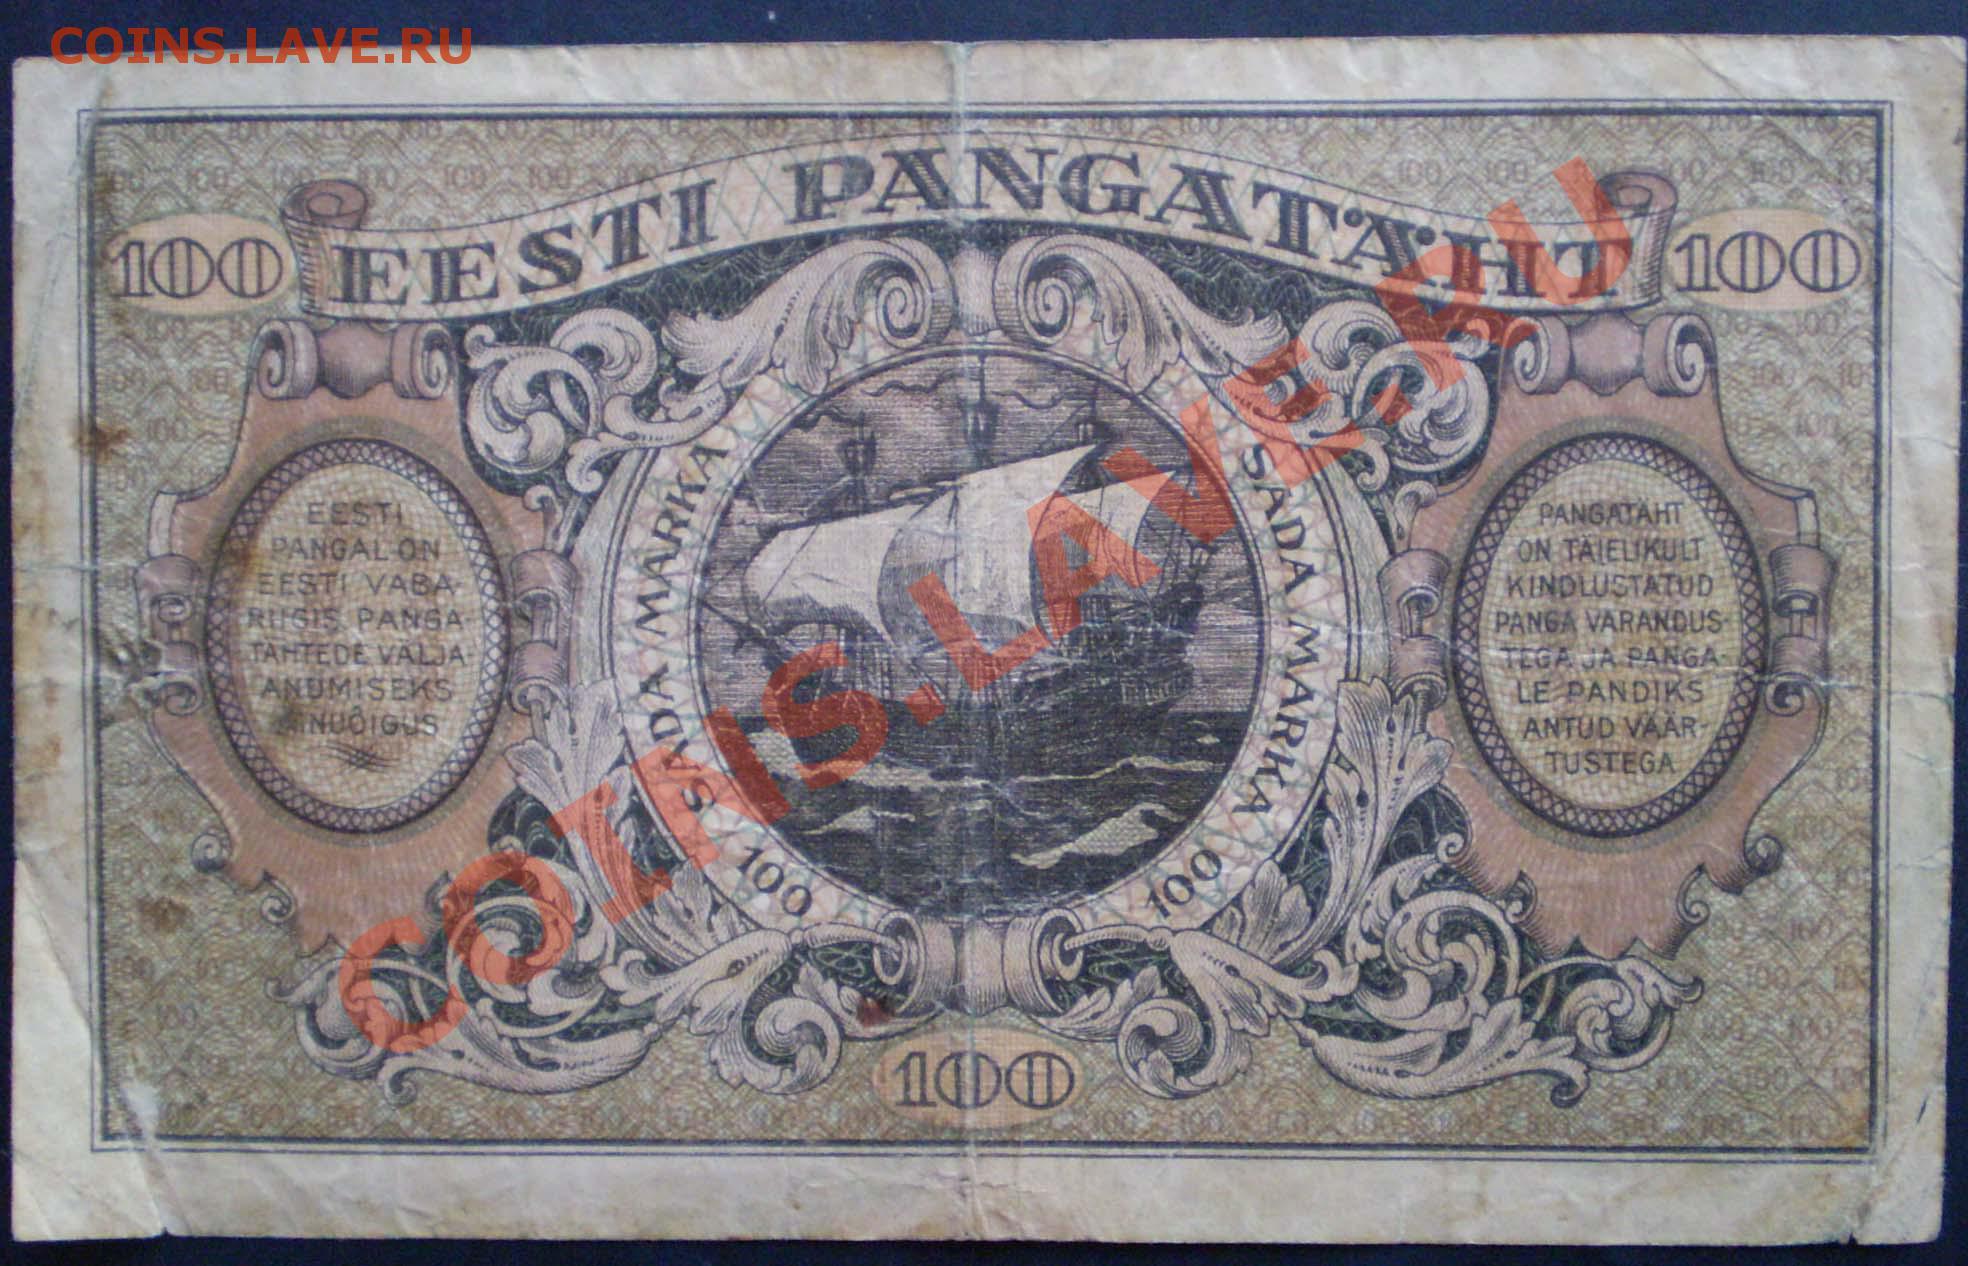 COINS.LAVE.RU
EESTI PANGATÄHT
100
100
EESTI
PANGAL·ON
EESTI VABA-
RIIGIS PANGA-
TÄHTEDE VÄLJA-
ANDMISEKS
AINUÕIGUS
SADA MARKA
100
SADA MARKA
100
PANGATÄHT
ON TÄIELIKULT
KINDLUSTATUD
PANGA VARANDUS-
TEGA JA PANGA-
LE PANDIKS
ANTUD VÄÄR-
TUSTEGA
100
COINS.LAVE.RU